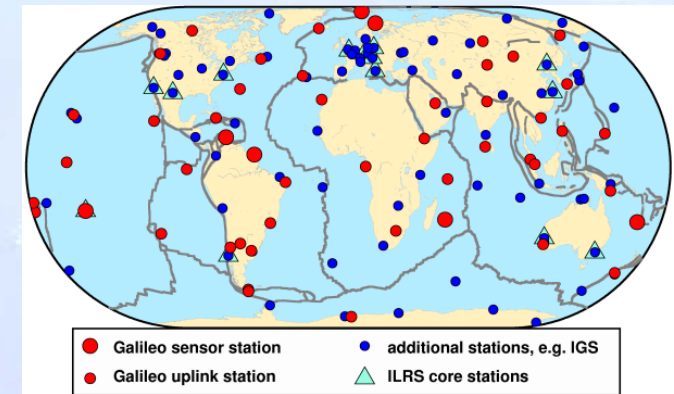 Galileo sensor station
additional stations, e.g. IGS
Galileo uplink station
ILRS core stations